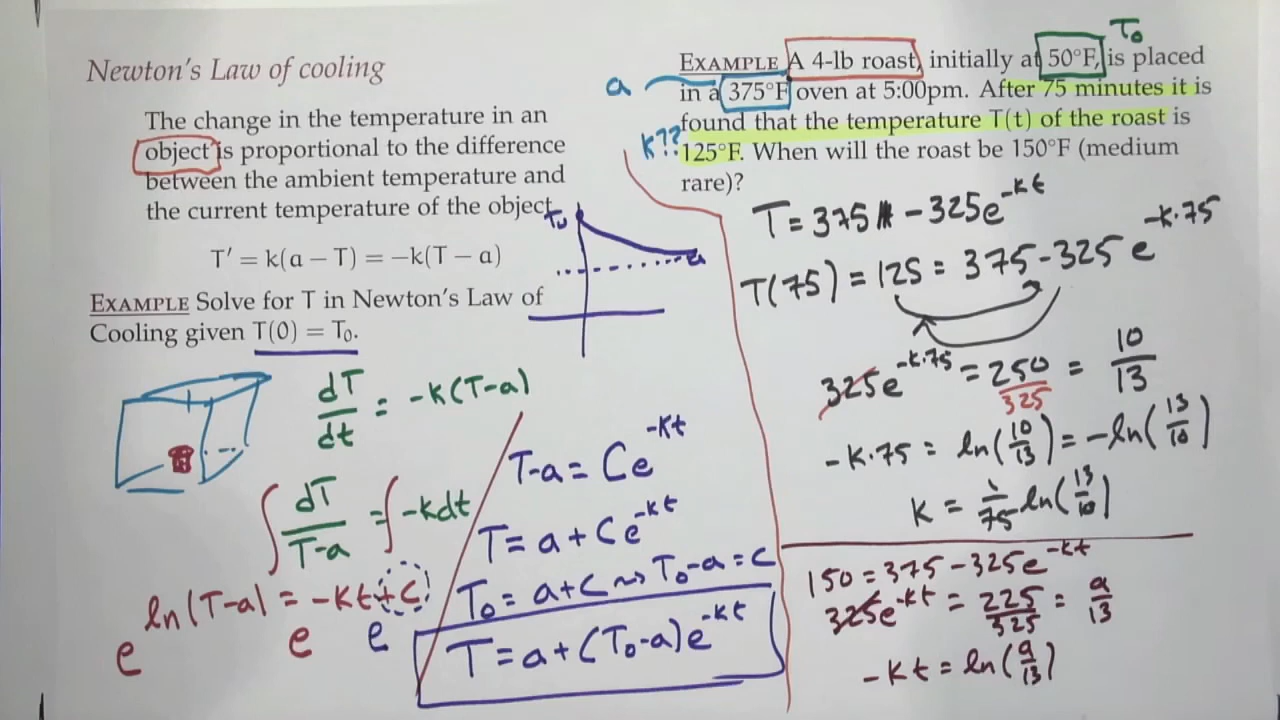 Newton's Law of cooling
The change in the temperature in an
object is proportional to the difference
between the ambient temperature and
the current temperature of the object.
T′ = k(a − T) = −k(T − a)
EXAMPLE Solve for T in Newton's Law of
Cooling given T(0) = T₀.
T₀
a
dT/dt = -k(T-a)
∫ dT/(T-a) = ∫ -kdt
ln(T-a) = -kt+c
e e e
T-a = Ce^(-kt)
T = a + Ce^(-kt)
T₀ = a+C ⇝ T₀-a = C
T = a+(T₀-a)e^(-kt)
T₀
EXAMPLE A 4-lb roast, initially at 50°F, is placed
a
in a 375°F oven at 5:00pm. After 75 minutes it is
found that the temperature T(t) of the roast is
k??
125°F. When will the roast be 150°F (medium
rare)?
T = 375 - 325e^(-kt)
T(75) = 125 = 375-325e^(-k·75)
325e^(-k·75) = 250/325 = 10/13
-k·75 = ln(10/13) = -ln(13/10)
k = 1/75 ln(13/10)
150 = 375 - 325e^(-kt)
325e^(-kt) = 225/325 = 9/13
-kt = ln(9/13)